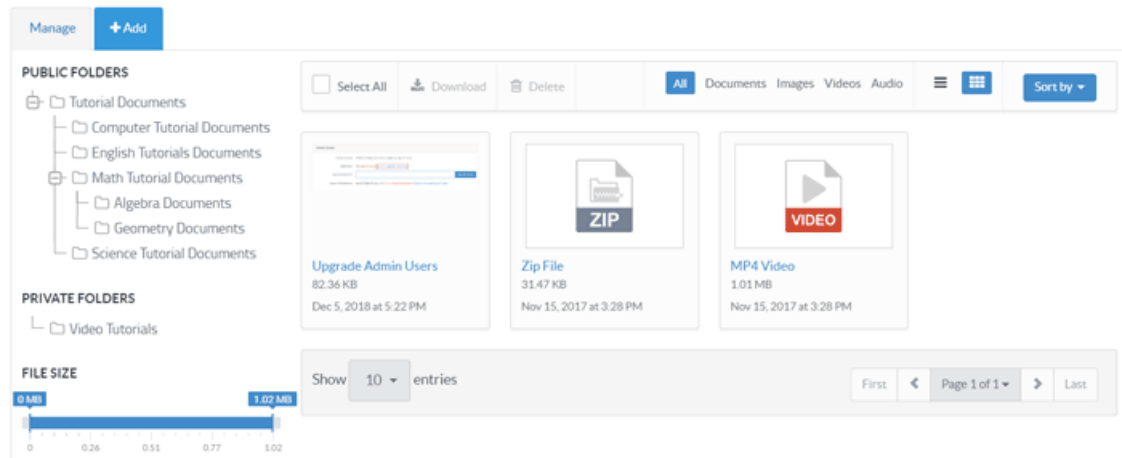 Manage
+Add
PUBLIC FOLDERS
Tutorial Documents
Computer Tutorial Documents
English Tutorials Documents
Math Tutorial Documents
Algebra Documents
Geometry Documents
Science Tutorial Documents
PRIVATE FOLDERS
Video Tutorials
FILE SIZE
0 MB 1.02 MB
0 0.26 0.51 0.77 1.02
Select All Download Delete All Documents Images Videos Audio Sort by
ZIP
VIDEO
Upgrade Admin Users
82.36 KB
Dec 5, 2018 at 5:22 PM
Zip File
31.47 KB
Nov 15, 2017 at 3:28 PM
MP4 Video
1.01 MB
Nov 15, 2017 at 3:28 PM
Show 10 entries
First Page 1 of 1 Last